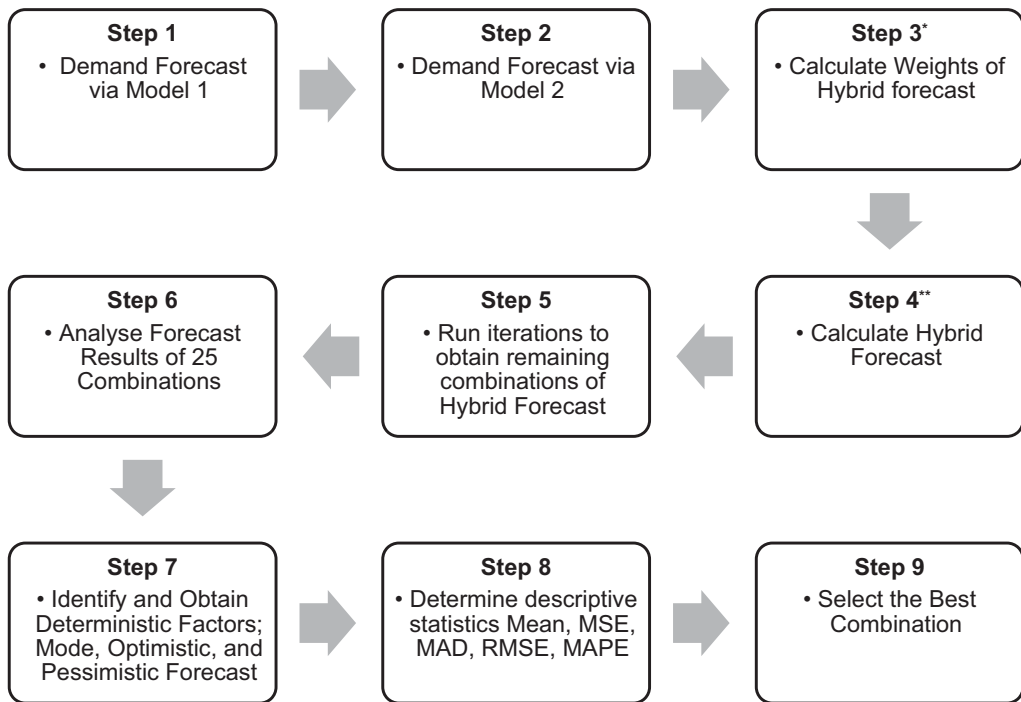 Step 1
• Demand Forecast
via Model 1
Step 2
• Demand Forecast via
Model 2
Step 3*
• Calculate Weights of
Hybrid forecast
Step 4**
• Calculate Hybrid
Forecast
Step 5
• Run iterations to
obtain remaining
combinations of
Hybrid Forecast
Step 6
• Analyse Forecast
Results of 25
Combinations
Step 7
• Identify and Obtain
Deterministic Factors;
Mode, Optimistic, and
Pessimistic Forecast
Step 8
• Determine descriptive
statistics Mean, MSE,
MAD, RMSE, MAPE
Step 9
• Select the Best
Combination